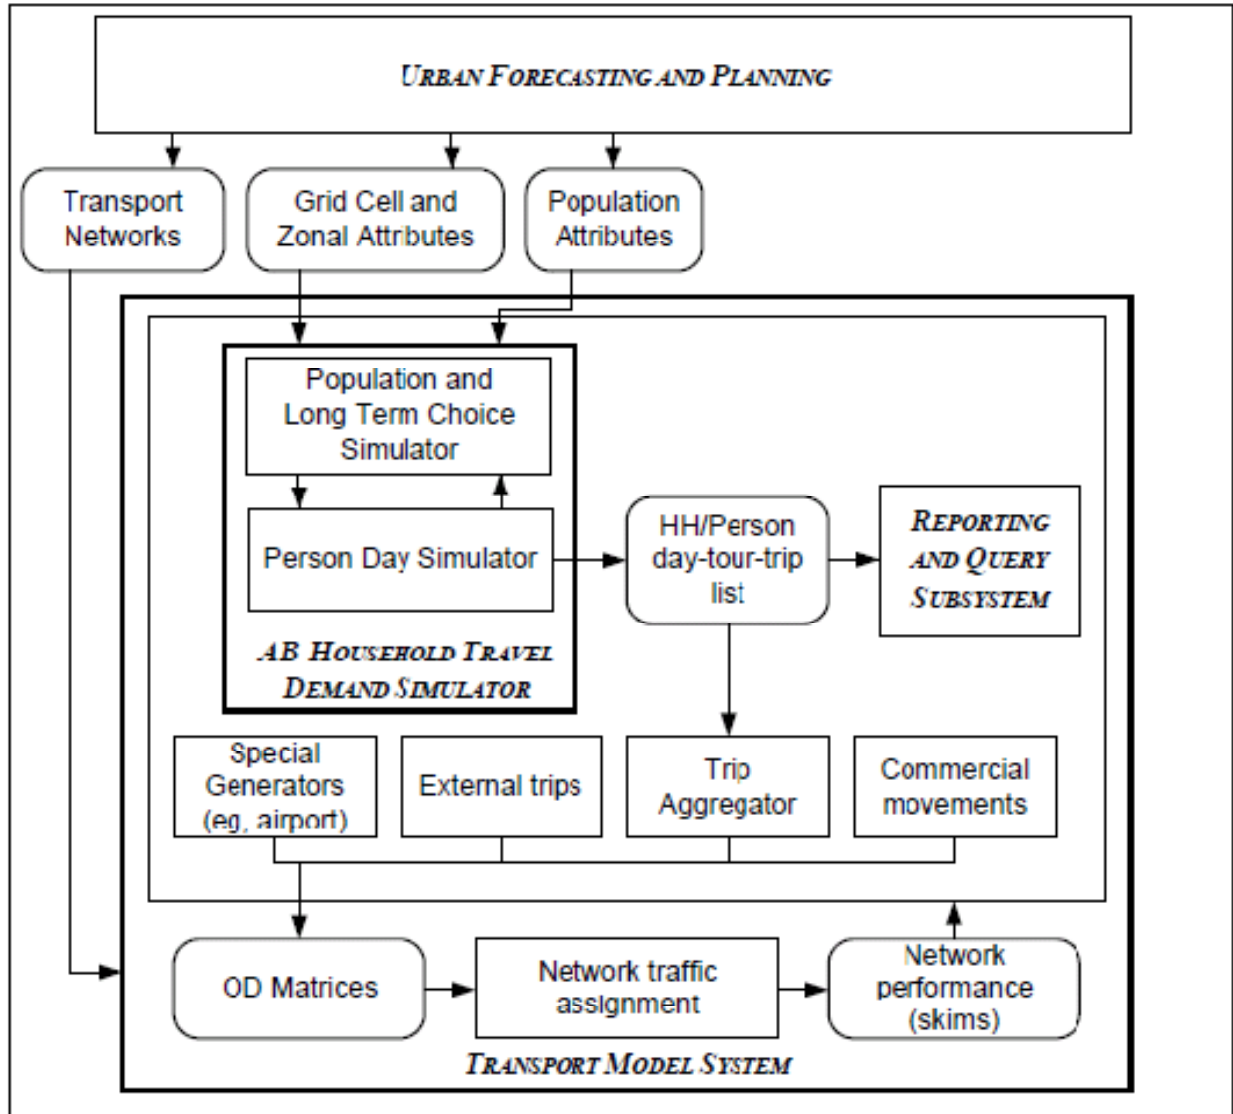 URBAN FORECASTING AND PLANNING
Transport
Networks
Grid Cell and
Zonal Attributes
Population
Attributes
Population and
Long Term Choice
Simulator
Person Day Simulator
AB HOUSEHOLD TRAVEL
DEMAND SIMULATOR
HH/Person
day-tour-trip
list
REPORTING
AND QUERY
SUBSYSTEM
Special
Generators
(eg, airport)
External trips
Trip
Aggregator
Commercial
movements
OD Matrices
Network traffic
assignment
Network
performance
(skims)
TRANSPORT MODEL SYSTEM